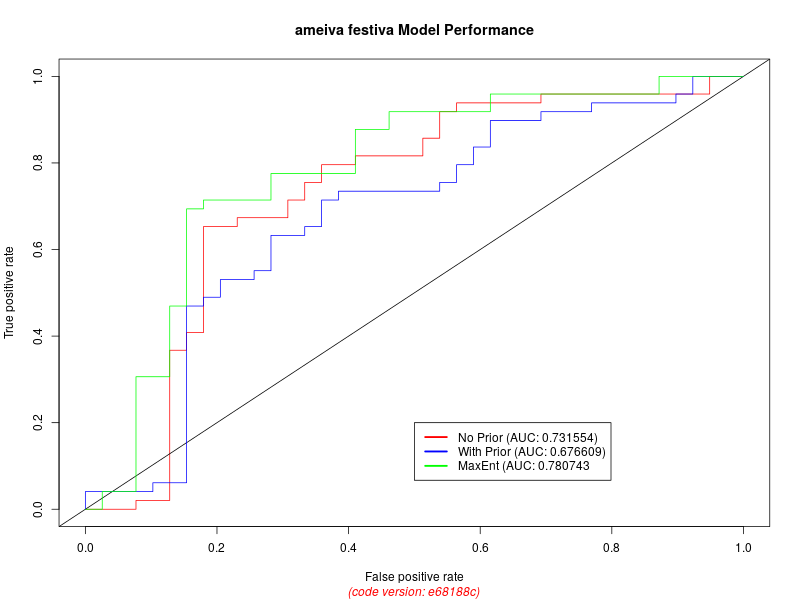 ameiva festiva Model Performance
True positive rate
1.0
0.8
0.6
0.4
0.2
0.0
No Prior (AUC: 0.731554)
With Prior (AUC: 0.676609)
MaxEnt (AUC: 0.780743
0.0 0.2 0.4 0.6 0.8 1.0
False positive rate
(code version: e68188c)